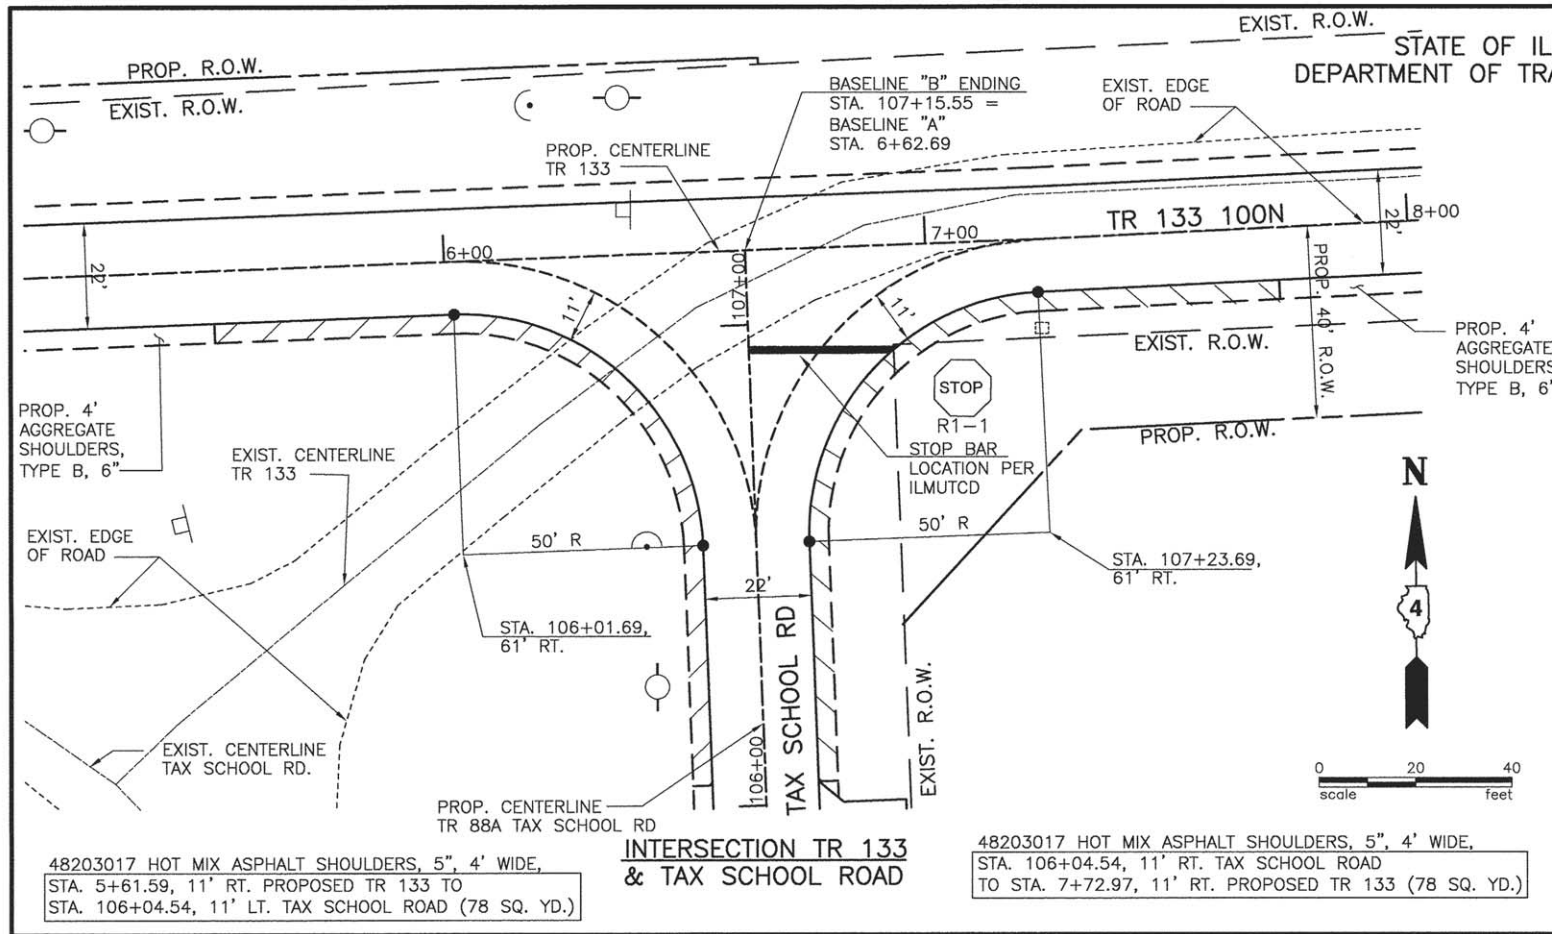 EXIST. R.O.W.
STATE OF IL
DEPARTMENT OF TRA
PROP. R.O.W.
EXIST. R.O.W.
BASELINE "B" ENDING
STA. 107+15.55 =
BASELINE "A"
STA. 6+62.69
EXIST. EDGE
OF ROAD
PROP. CENTERLINE
TR 133
TR 133 100N
8+00
7+00
6+00
107+00
22'
22'
11'
11'
PROP. 40' R.O.W.
EXIST. R.O.W.
PROP. 4'
AGGREGATE
SHOULDERS
TYPE B, 6"
STOP
R1-1
STOP BAR
LOCATION PER
ILMUTCD
PROP. R.O.W.
PROP. 4'
AGGREGATE
SHOULDERS,
TYPE B, 6"
EXIST. CENTERLINE
TR 133
N
4
EXIST. EDGE
OF ROAD
50' R
50' R
STA. 107+23.69,
61' RT.
22'
STA. 106+01.69,
61' RT.
TAX SCHOOL RD
EXIST. R.O.W.
106+00
EXIST. CENTERLINE
TAX SCHOOL RD.
0 20 40
scale feet
PROP. CENTERLINE
TR 88A TAX SCHOOL RD
INTERSECTION TR 133
& TAX SCHOOL ROAD
48203017 HOT MIX ASPHALT SHOULDERS, 5", 4' WIDE,
STA. 5+61.59, 11' RT. PROPOSED TR 133 TO
STA. 106+04.54, 11' LT. TAX SCHOOL ROAD (78 SQ. YD.)
48203017 HOT MIX ASPHALT SHOULDERS, 5", 4' WIDE,
STA. 106+04.54, 11' RT. TAX SCHOOL ROAD
TO STA. 7+72.97, 11' RT. PROPOSED TR 133 (78 SQ. YD.)